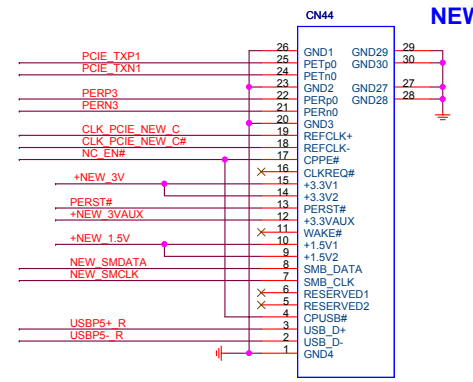 CN44 NEW
26 GND1 GND29 29
PCIE_TXP1 25 PETp0 GND30 30
PCIE_TXN1 24 PETn0
23 GND2 GND27 27
PERP3 22 PERp0 GND28 28
PERN3 21 PERn0
20 GND3
CLK_PCIE_NEW_C 19 REFCLK+
CLK_PCIE_NEW_C# 18 REFCLK-
NC_EN# 17 CPPE#
16 CLKREQ#
+NEW_3V 15 +3.3V1
14 +3.3V2
PERST# 13 PERST#
+NEW_3VAUX 12 +3.3VAUX
11 WAKE#
+NEW_1.5V 10 +1.5V1
9 +1.5V2
NEW_SMDATA 8 SMB_DATA
NEW_SMCLK 7 SMB_CLK
6 RESERVED1
5 RESERVED2
4 CPUSB#
USBP5+_R 3 USB_D+
USBP5-_R 2 USB_D-
1 GND4